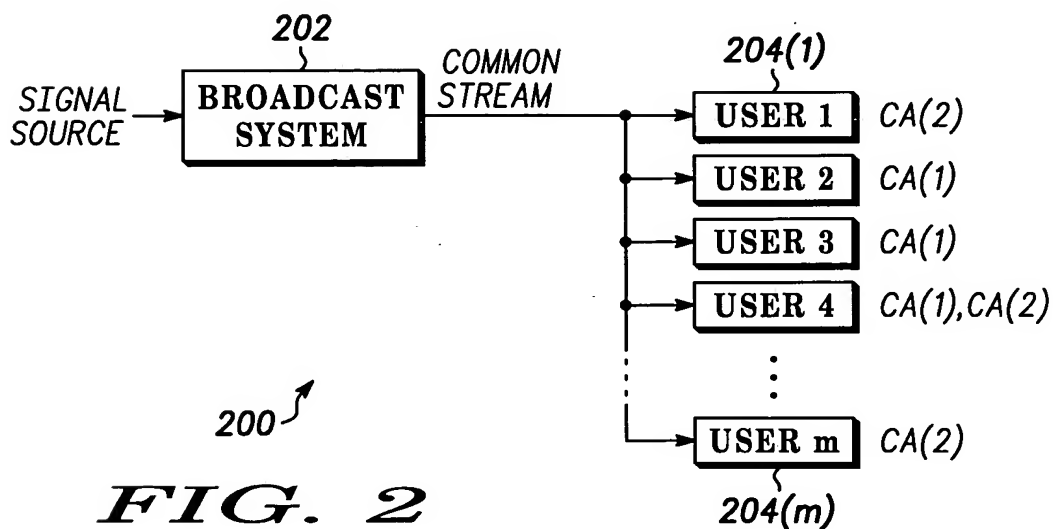 202
204(1)
SIGNAL
SOURCE
BROADCAST
SYSTEM
COMMON
STREAM
USER 1 CA(2)
USER 2 CA(1)
USER 3 CA(1)
USER 4 CA(1),CA(2)
USER m CA(2)
204(m)
200
FIG. 2